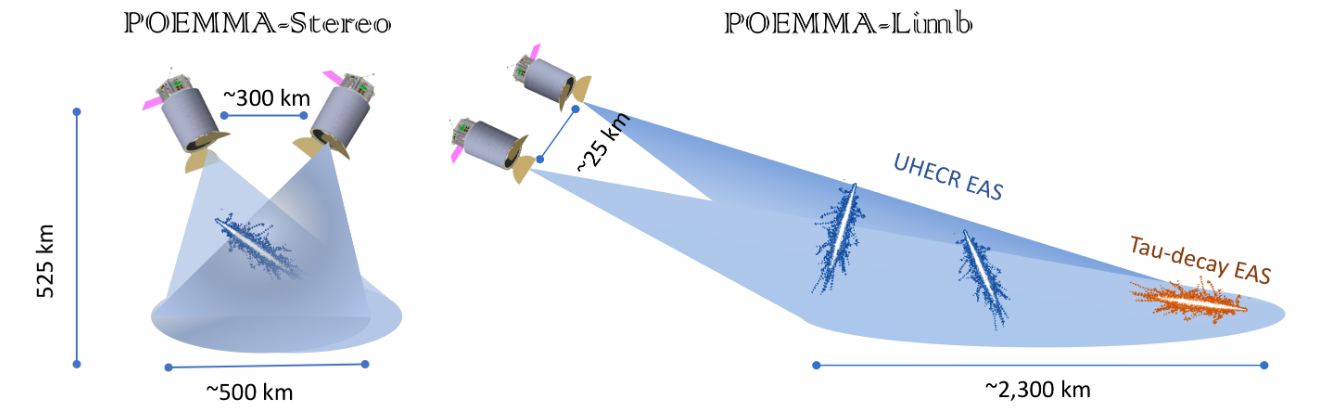 POEMMA-Stereo
POEMMA-Limb
~300 km
~25 km
UHECR EAS
Tau-decay EAS
525 km
~500 km
~2,300 km